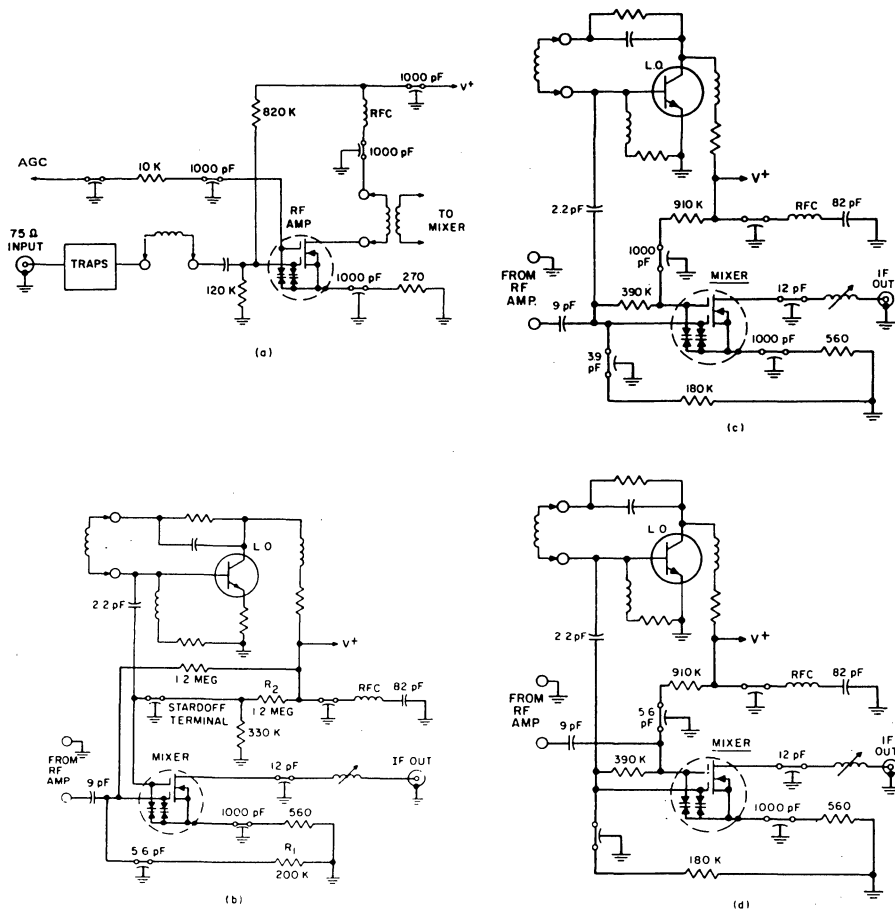 1000 pF
V+
820 K
RFC
1000 pF
AGC
10 K
1000 pF
RF
AMP
TO
MIXER
75 Ω
INPUT
TRAPS
120 K
1000 pF
270
(a)
L.O.
2.2 pF
V+
910 K
RFC
82 pF
1000
pF
FROM
RF
AMP.
9 pF
390 K
MIXER
12 pF
IF
OUT
3.9
pF
1000 pF
560
180 K
(c)
L O
2 2 pF
V+
1 2 MEG
R2
STARDOFF
TERMINAL
1 2 MEG
RFC
82 pF
330 K
FROM
RF
AMP
9 pF
MIXER
12 pF
IF OUT
1000 pF
560
5 6 pF
R1
200 K
(b)
L O
2 2 pF
V+
910 K
RFC
82 pF
FROM
RF
AMP
9 pF
5 6
pF
390 K
MIXER
12 pF
IF
OUT
1000 pF
560
180 K
(d)